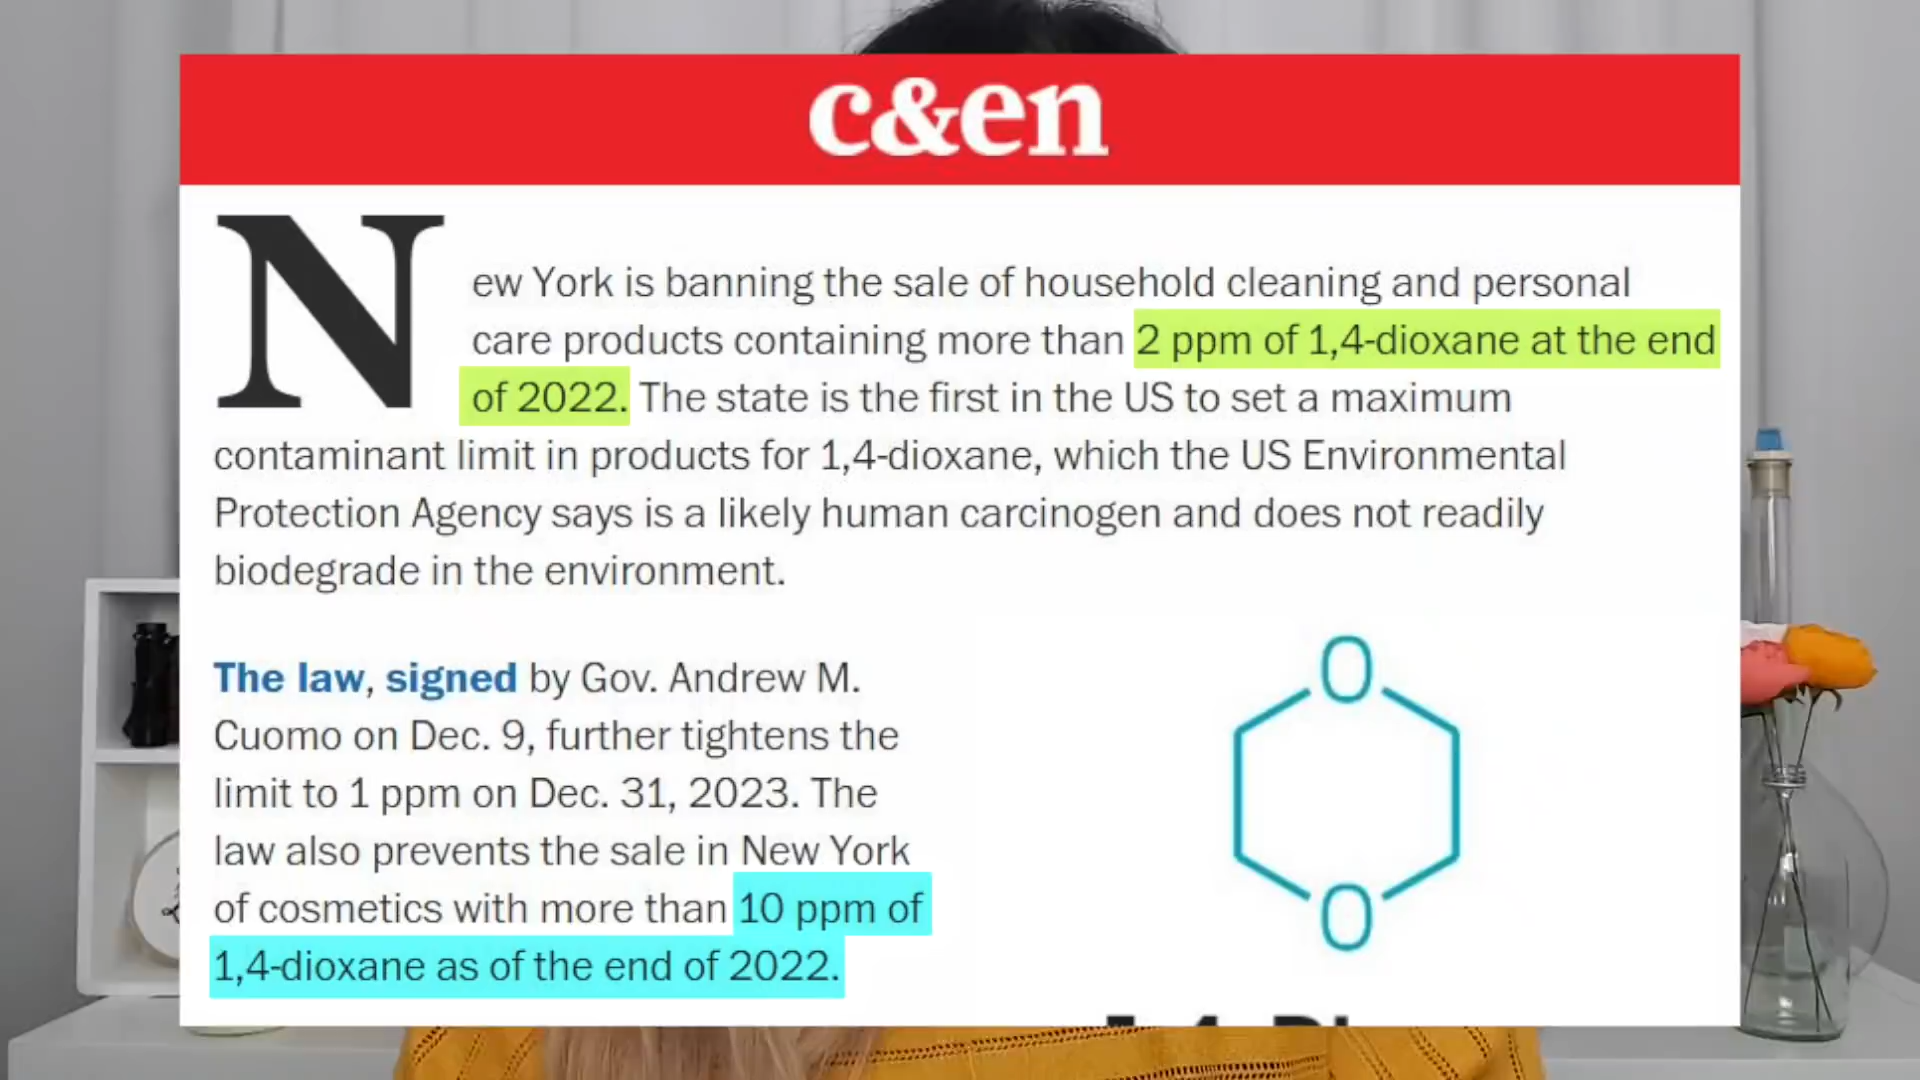 c&en
New York is banning the sale of household cleaning and personal
care products containing more than 2 ppm of 1,4-dioxane at the end
of 2022. The state is the first in the US to set a maximum
contaminant limit in products for 1,4-dioxane, which the US Environmental
Protection Agency says is a likely human carcinogen and does not readily
biodegrade in the environment.
The law, signed by Gov. Andrew M.
Cuomo on Dec. 9, further tightens the
limit to 1 ppm on Dec. 31, 2023. The
law also prevents the sale in New York
of cosmetics with more than 10 ppm of
1,4-dioxane as of the end of 2022.
O
O